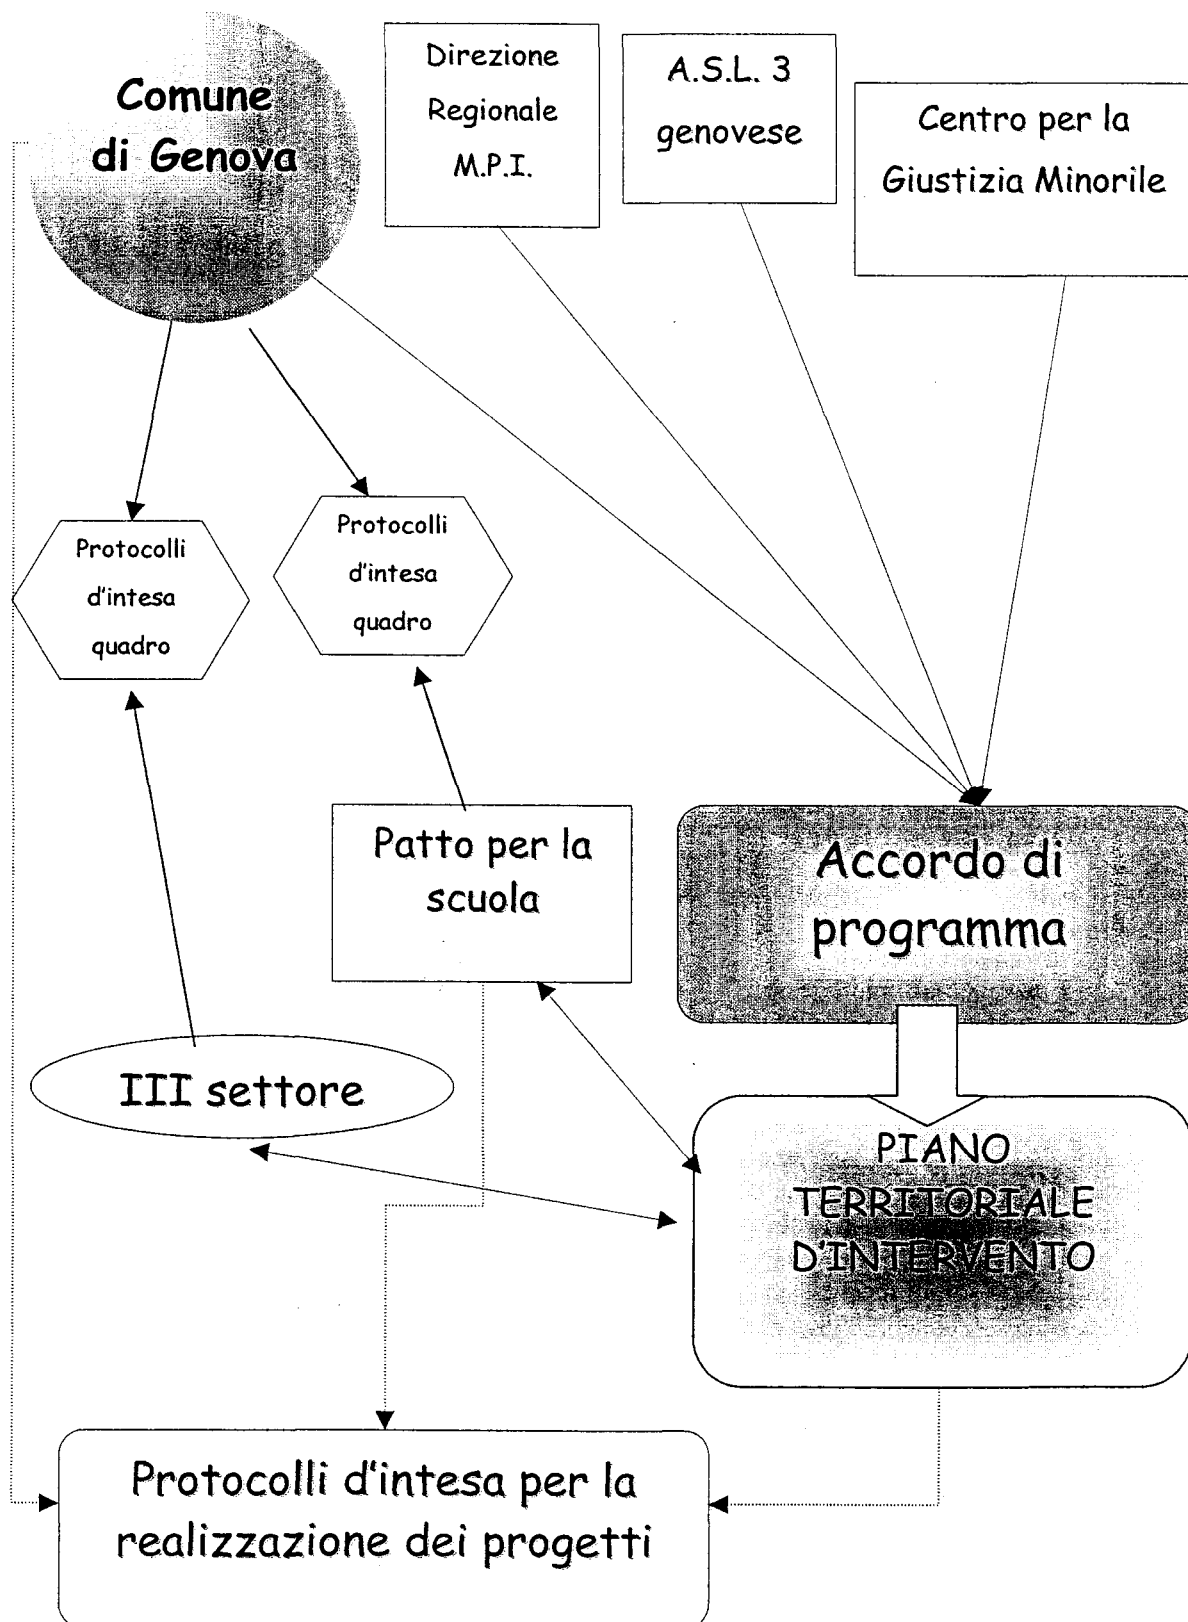 Comune
di Genova
Direzione
Regionale
M.P.I.
A.S.L. 3
genovese
Centro per la
Giustizia Minorile
Protocolli
d'intesa
quadro
Protocolli
d'intesa
quadro
Patto per la
scuola
Accordo di
programma
III settore
PIANO
TERRITORIALE
D'INTERVENTO
Protocolli d'intesa per la
realizzazione dei progetti